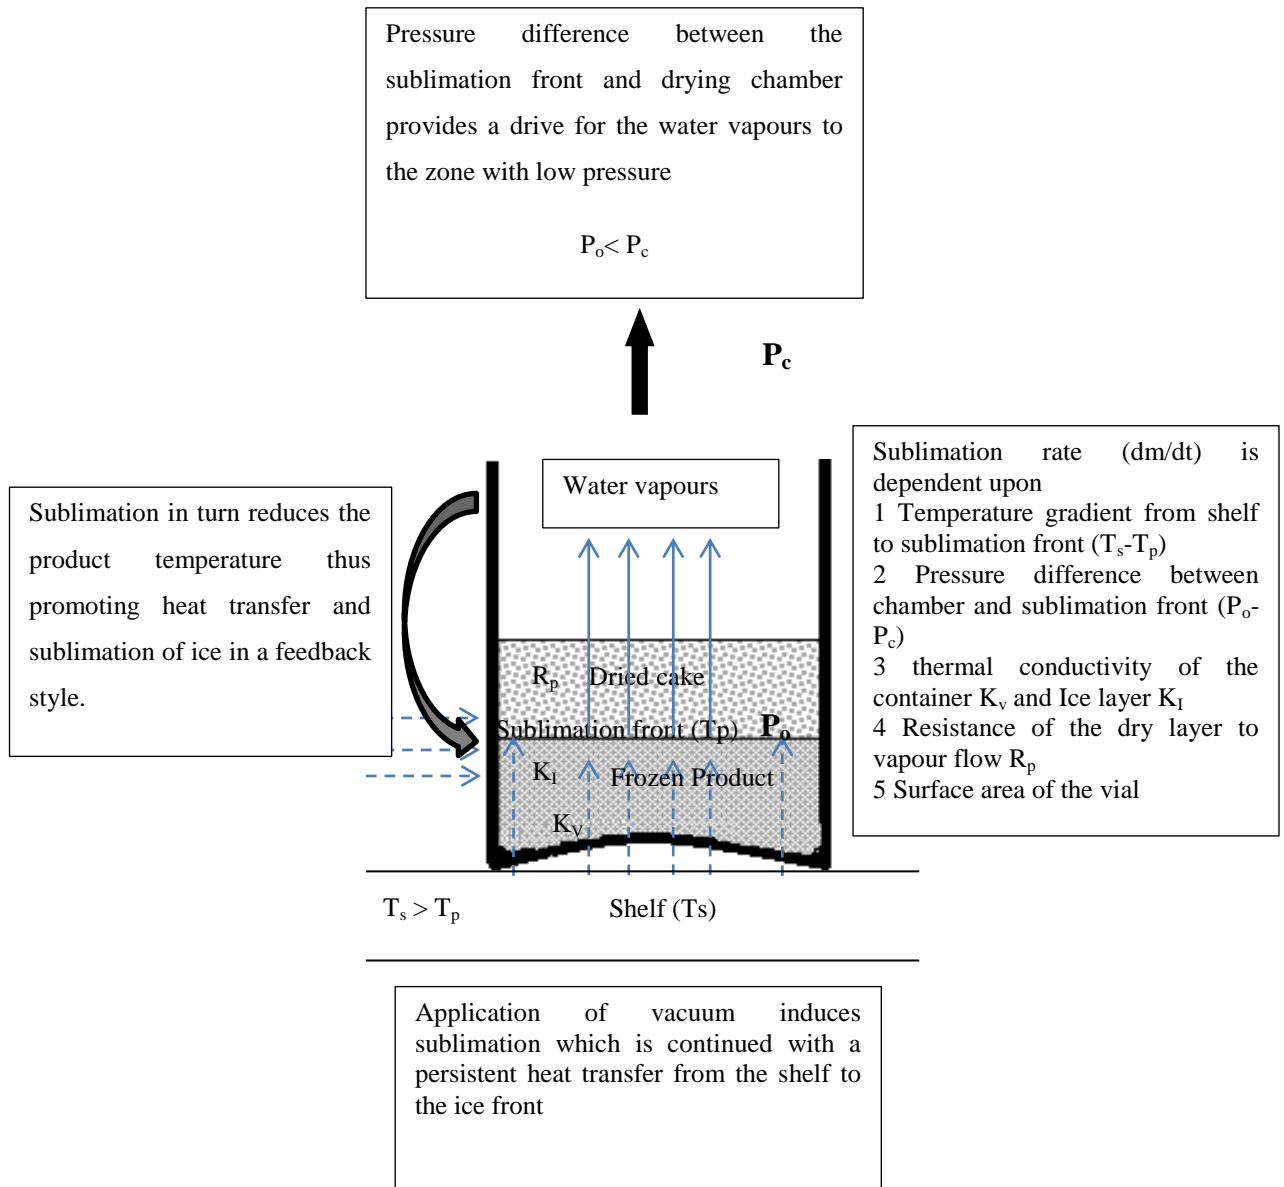 Pressure difference between the
sublimation front and drying chamber
provides a drive for the water vapours to
the zone with low pressure
Po< Pc
Pc
Water vapours
Sublimation in turn reduces the
product temperature thus
promoting heat transfer and
sublimation of ice in a feedback
style.
Sublimation rate (dm/dt) is
dependent upon
1 Temperature gradient from shelf
to sublimation front (Ts-Tp)
2 Pressure difference between
chamber and sublimation front (Po-
Pc)
3 thermal conductivity of the
container Kv and Ice layer KI
4 Resistance of the dry layer to
vapour flow Rp
5 Surface area of the vial
Rp Dried cake
Sublimation front (Tp) Po
KI Frozen Product
KV
Ts > Tp Shelf (Ts)
Application of vacuum induces
sublimation which is continued with a
persistent heat transfer from the shelf to
the ice front